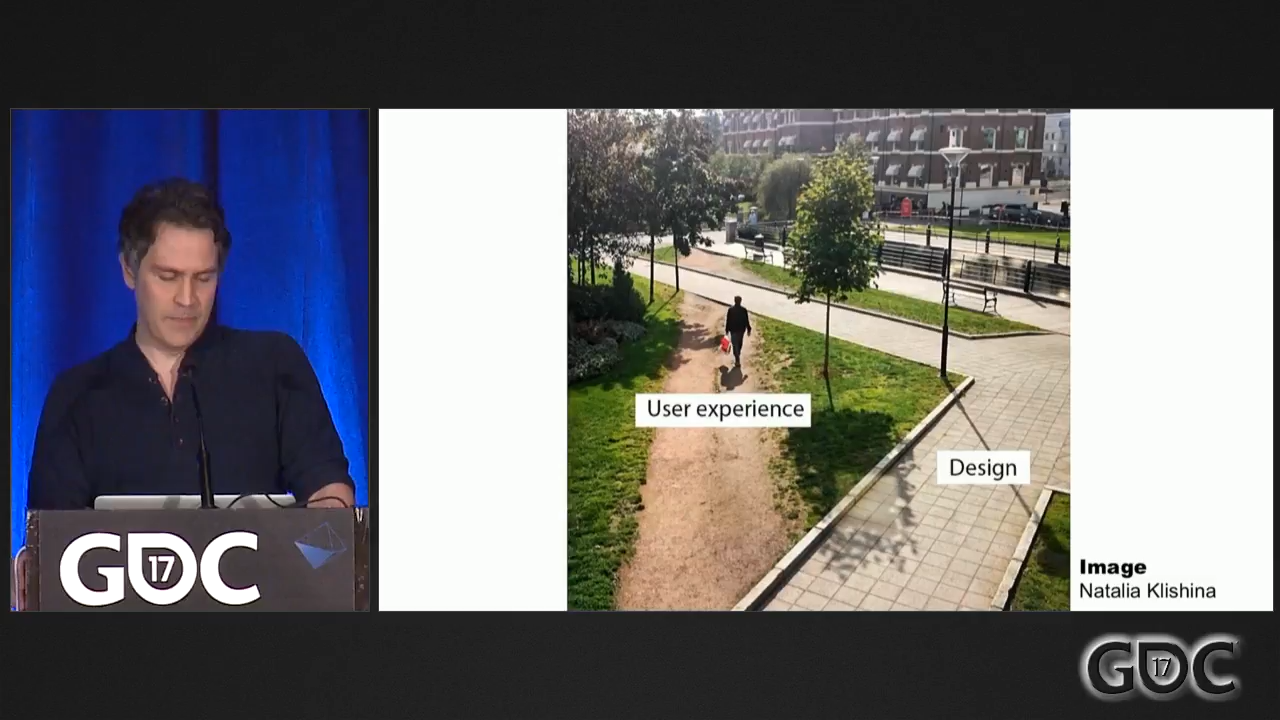 User experience
Design
Image
Natalia Klishina
GDC
17
GDC
17